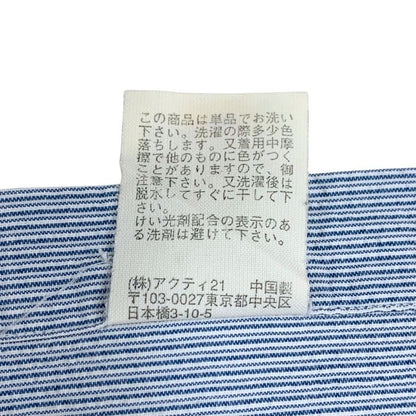 この商品は単品でお洗い
下さい。洗濯の際多少色
落ちします。又着用中摩
擦で他のものに色がつく
ことがありますので、御
注意下さい。又洗濯後は
脱水してすぐに干して下
さい。
けい光剤配合の表示のあ
る洗剤は避けて下さい。
(株)アクティ21 中国製
〒103-0027東京都中央区
日本橋3-10-5